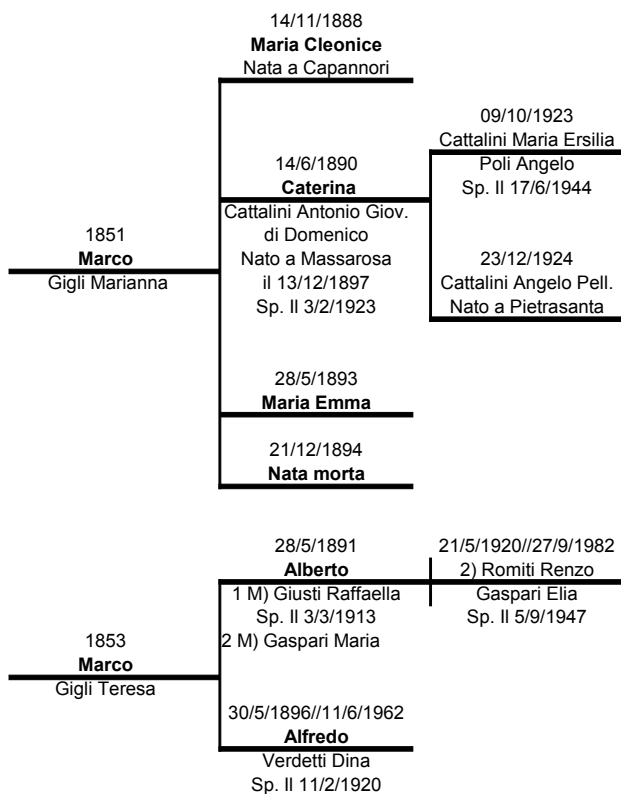 14/11/1888
Maria Cleonice
Nata a Capannori
09/10/1923
Cattalini Maria Ersilia
Poli Angelo
Sp. Il 17/6/1944
14/6/1890
Caterina
Cattalini Antonio Giov.
di Domenico
Nato a Massarosa
il 13/12/1897
Sp. Il 3/2/1923
1851
Marco
Gigli Marianna
23/12/1924
Cattalini Angelo Pell.
Nato a Pietrasanta
28/5/1893
Maria Emma
21/12/1894
Nata morta
28/5/1891
Alberto
1 M) Giusti Raffaella
Sp. Il 3/3/1913
2 M) Gaspari Maria
21/5/1920//27/9/1982
2) Romiti Renzo
Gaspari Elia
Sp. Il 5/9/1947
1853
Marco
Gigli Teresa
30/5/1896//11/6/1962
Alfredo
Verdetti Dina
Sp. Il 11/2/1920